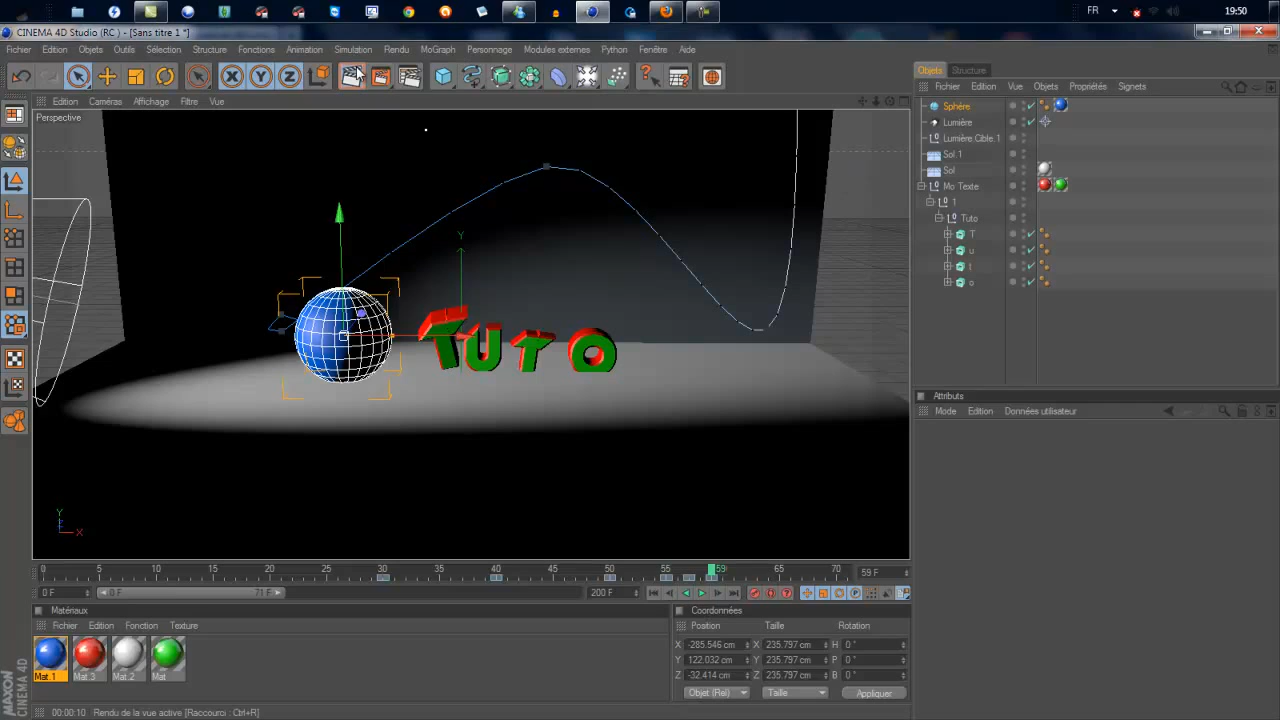 FR
19:50
CINEMA 4D Studio (RC) - [Sans titre 1 *]
Fichier Edition Objets Outils Sélection Structure Fonctions Animation Simulation Rendu MoGraph Personnage Modules externes Python Fenêtre Aide
Edition Caméras Affichage Filtre Vue
Perspective
Y
TUTO
Y
Z
X
0 5 10 15 20 25 30 35 40 45 50 55 59 65 70
59 F
0 F
0 F
71 F
200 F
Matériaux
Fichier Edition Fonction Texture
Mat.1 Mat.3 Mat.2 Mat
Coordonnées
Position Taille Rotation
X -285.546 cm X 235.797 cm H 0 °
Y 122.032 cm Y 235.797 cm P 0 °
Z -32.414 cm Z 235.797 cm B 0 °
Objet (Rel) Taille Appliquer
MAXON
CINEMA 4D
00:00:10 Rendu de la vue active [Raccourci : Ctrl+R]
Objets Structure
Fichier Edition Vue Objets Propriétés Signets
Sphère
Lumière
Lumière.Cible.1
Sol.1
Sol
Mo Texte
1
Tuto
T
u
t
o
Attributs
Mode Edition Données utilisateur